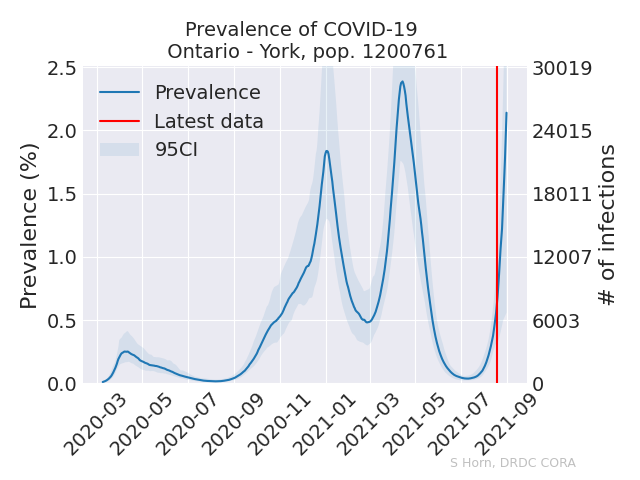 Prevalence of COVID-19
Ontario - York, pop. 1200761
Prevalence (%)
2.5
2.0
1.5
1.0
0.5
0.0
Prevalence
Latest data
95CI
30019
24015
18011
12007
6003
0
# of infections
2020-03
2020-05
2020-07
2020-09
2020-11
2021-01
2021-03
2021-05
2021-07
2021-09
S Horn, DRDC CORA